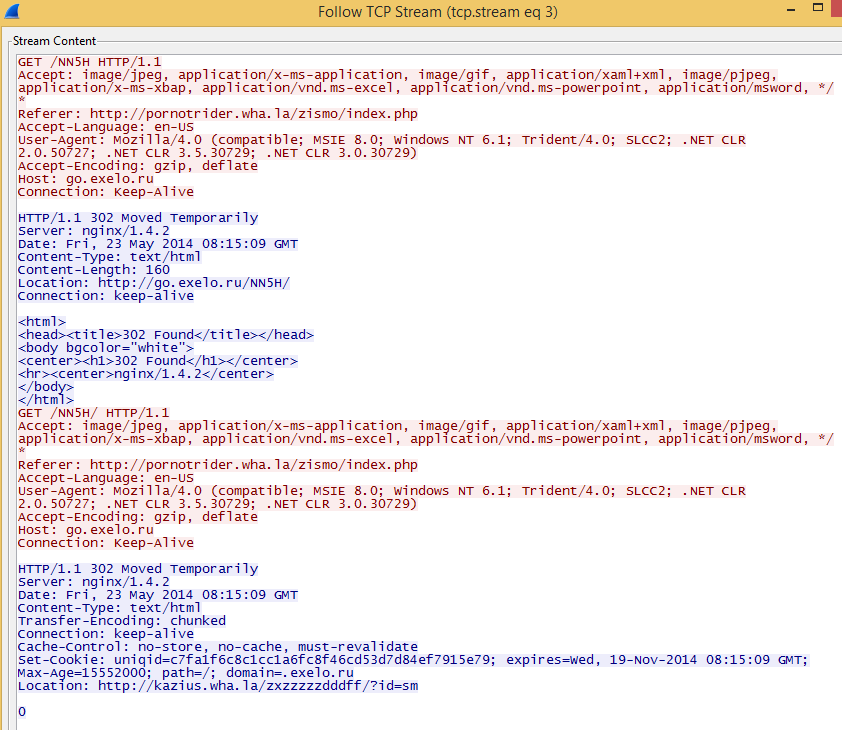 Follow TCP Stream (tcp.stream eq 3)
Stream Content
GET /NN5H HTTP/1.1
Accept: image/jpeg, application/x-ms-application, image/gif, application/xaml+xml, image/pjpeg,
application/x-ms-xbap, application/vnd.ms-excel, application/vnd.ms-powerpoint, application/msword, */
*
Referer: http://pornotrider.wha.la/zismo/index.php
Accept-Language: en-US
User-Agent: Mozilla/4.0 (compatible; MSIE 8.0; Windows NT 6.1; Trident/4.0; SLCC2; .NET CLR
2.0.50727; .NET CLR 3.5.30729; .NET CLR 3.0.30729)
Accept-Encoding: gzip, deflate
Host: go.exelo.ru
Connection: Keep-Alive
HTTP/1.1 302 Moved Temporarily
Server: nginx/1.4.2
Date: Fri, 23 May 2014 08:15:09 GMT
Content-Type: text/html
Content-Length: 160
Location: http://go.exelo.ru/NN5H/
Connection: keep-alive
<html>
<head><title>302 Found</title></head>
<body bgcolor="white">
<center><h1>302 Found</h1></center>
<hr><center>nginx/1.4.2</center>
</body>
</html>
GET /NN5H/ HTTP/1.1
Accept: image/jpeg, application/x-ms-application, image/gif, application/xaml+xml, image/pjpeg,
application/x-ms-xbap, application/vnd.ms-excel, application/vnd.ms-powerpoint, application/msword, */
*
Referer: http://pornotrider.wha.la/zismo/index.php
Accept-Language: en-US
User-Agent: Mozilla/4.0 (compatible; MSIE 8.0; Windows NT 6.1; Trident/4.0; SLCC2; .NET CLR
2.0.50727; .NET CLR 3.5.30729; .NET CLR 3.0.30729)
Accept-Encoding: gzip, deflate
Host: go.exelo.ru
Connection: Keep-Alive
HTTP/1.1 302 Moved Temporarily
Server: nginx/1.4.2
Date: Fri, 23 May 2014 08:15:09 GMT
Content-Type: text/html
Transfer-Encoding: chunked
Connection: keep-alive
Cache-Control: no-store, no-cache, must-revalidate
Set-Cookie: uniqid=c7fa1f6c8c1cc1a6fc8f46cd53d7d84ef7915e79; expires=Wed, 19-Nov-2014 08:15:09 GMT;
Max-Age=15552000; path=/; domain=.exelo.ru
Location: http://kazius.wha.la/zxzzzzzdddff/?id=sm
0